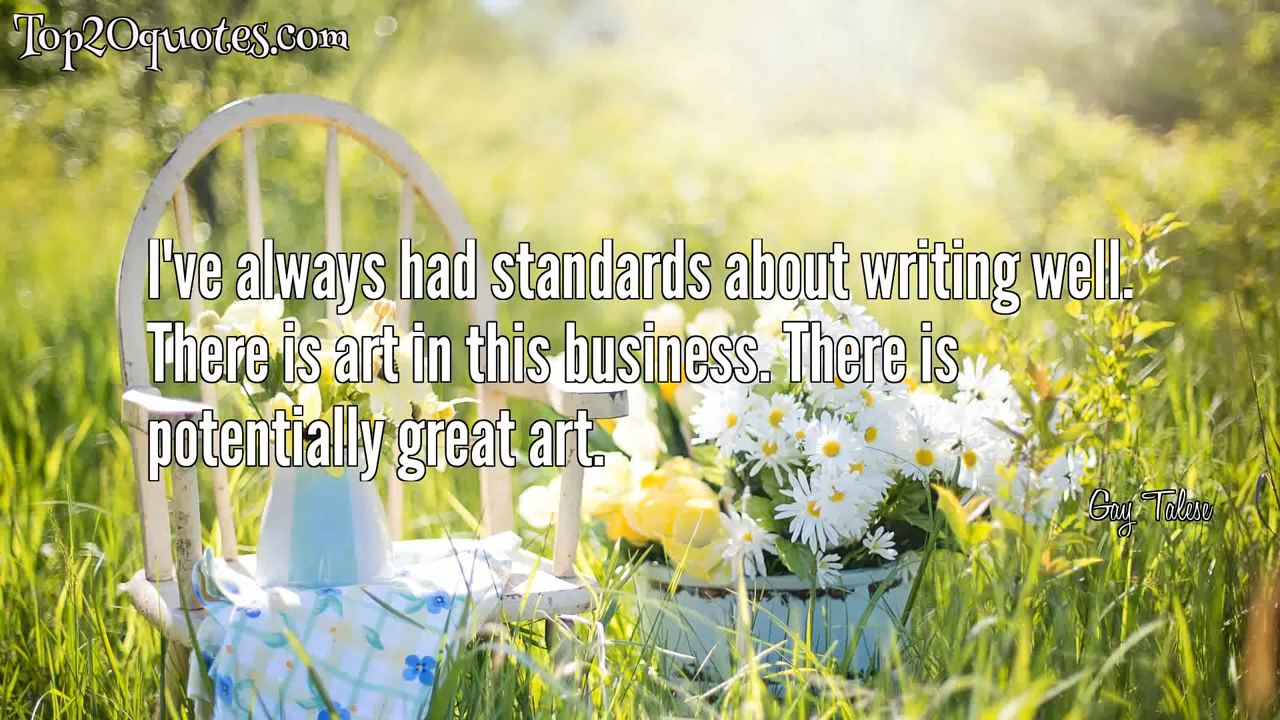 Top20quotes.com
I've always had standards about writing well.
There is art in this business. There is
potentially great art.
Gay Talese